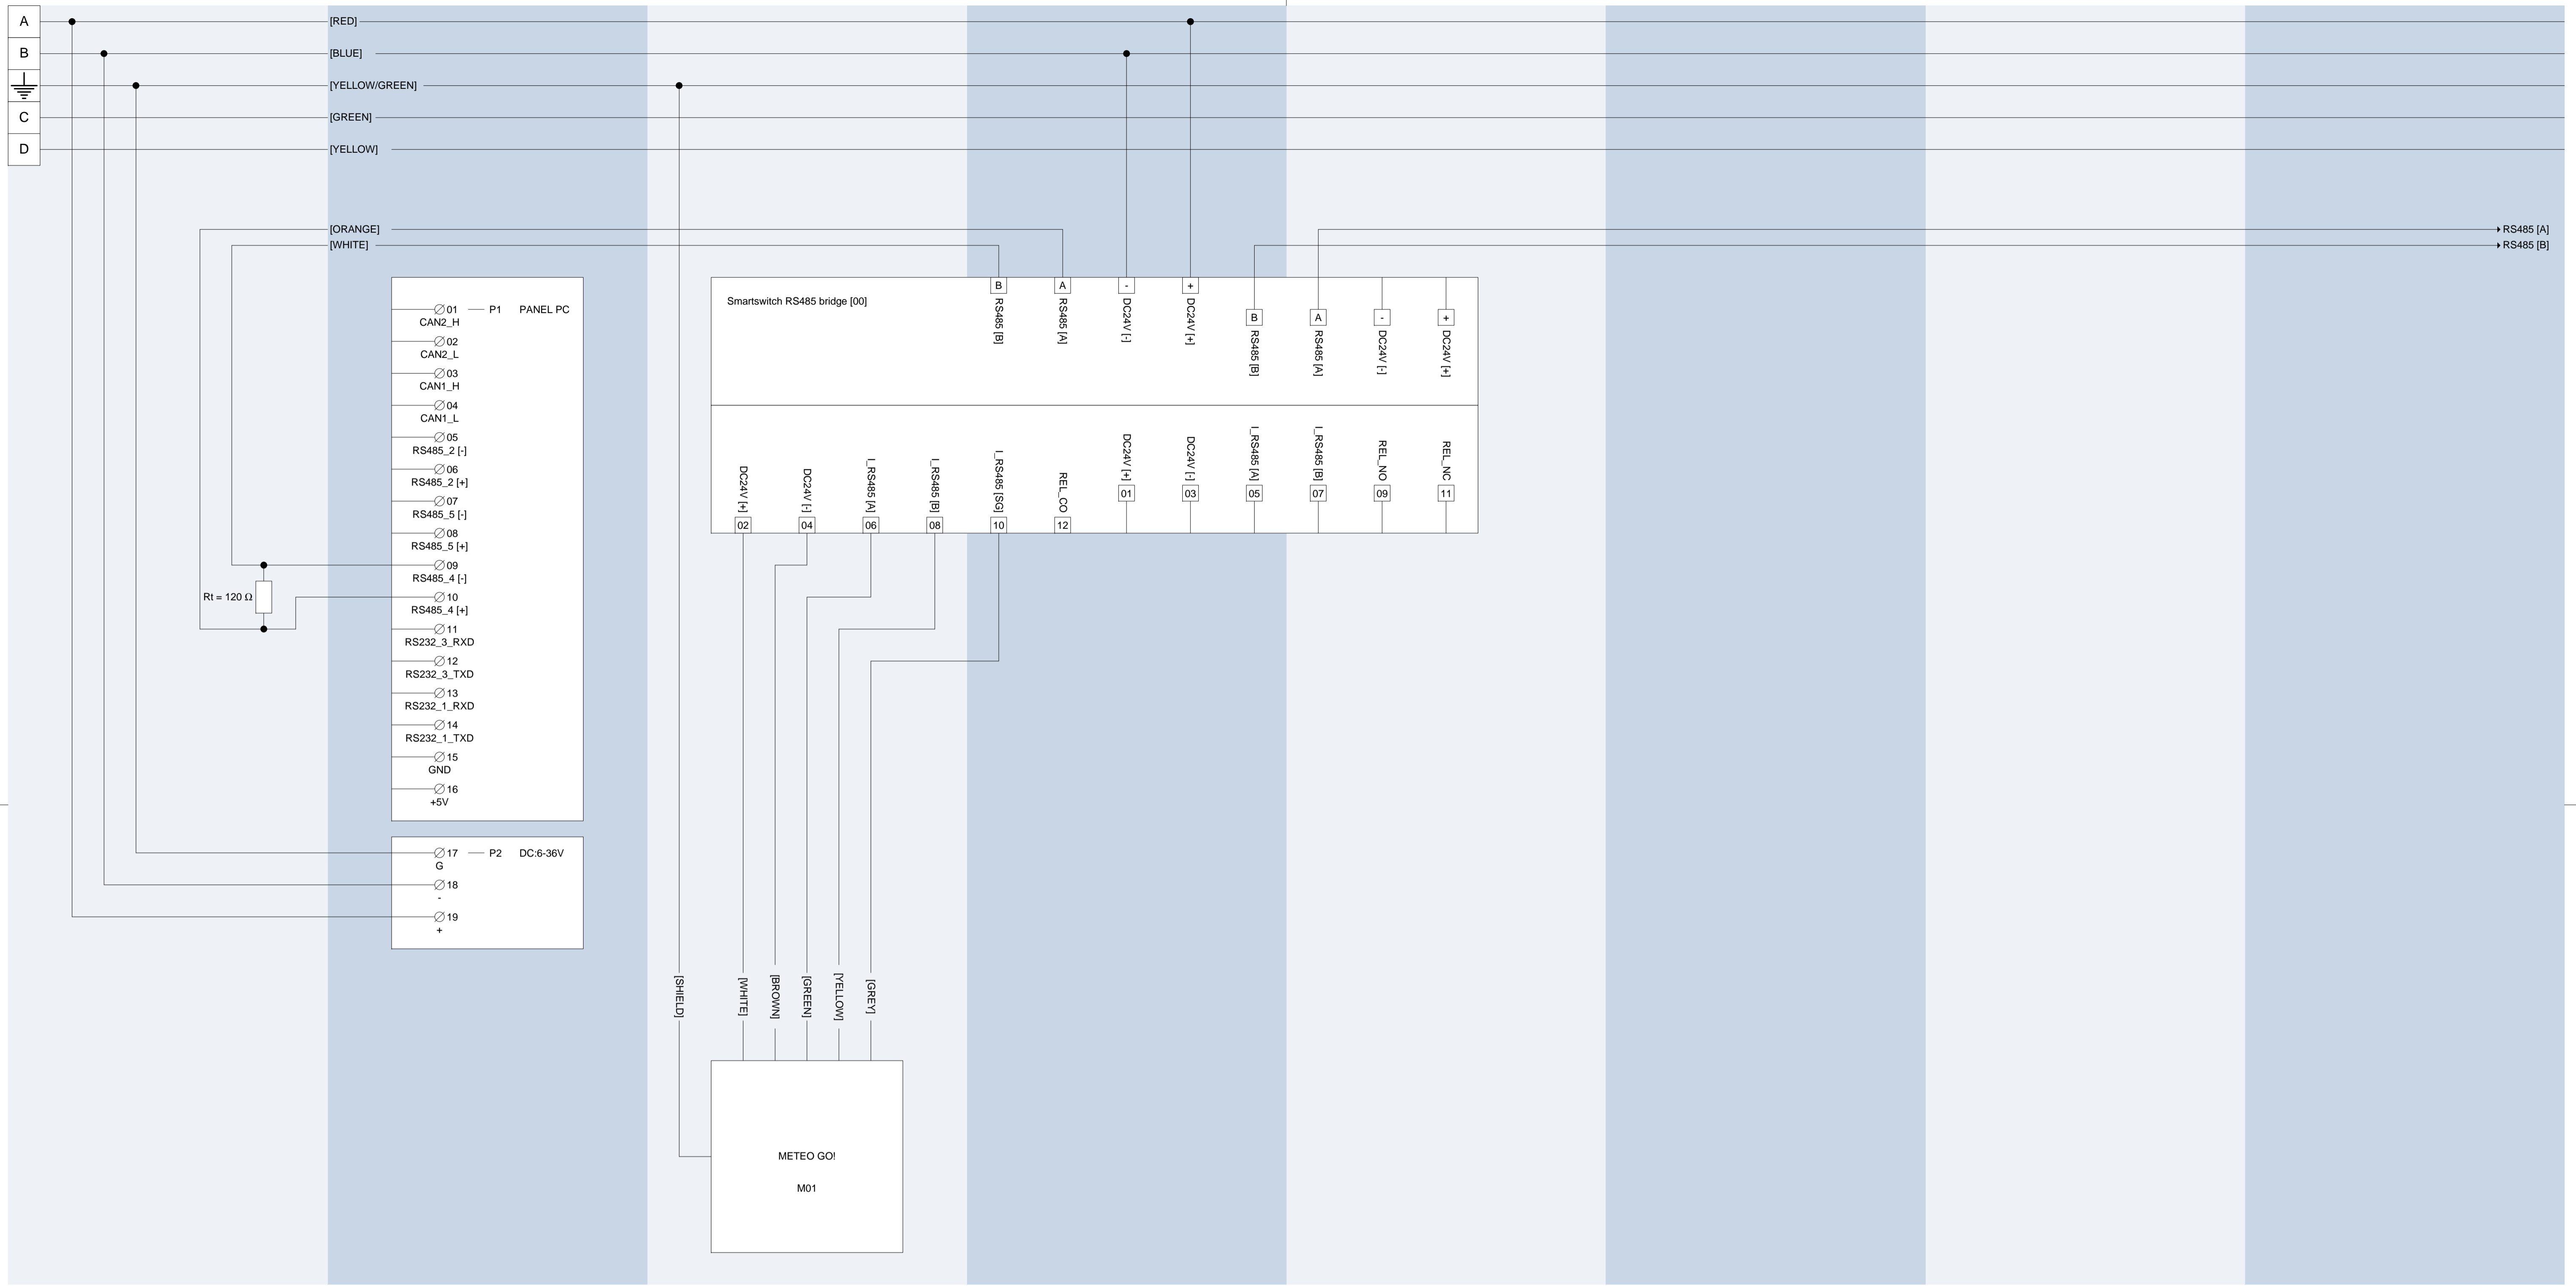 A
[RED]
B
[BLUE]
[YELLOW/GREEN]
C
[GREEN]
D
[YELLOW]
[ORANGE]
[WHITE]
RS485 [A]
RS485 [B]
01
P1
PANEL PC
CAN2_H
02
CAN2_L
03
CAN1_H
04
CAN1_L
05
RS485_2 [-]
06
RS485_2 [+]
07
RS485_5 [-]
08
RS485_5 [+]
09
RS485_4 [-]
10
RS485_4 [+]
11
RS232_3_RXD
12
RS232_3_TXD
13
RS232_1_RXD
14
RS232_1_TXD
15
GND
16
+5V
Rt = 120 Ω
17
P2
DC:6-36V
G
18
-
19
+
Smartswitch RS485 bridge [00]
B
RS485 [B]
A
RS485 [A]
-
DC24V [-]
+
DC24V [+]
B
RS485 [B]
A
RS485 [A]
-
DC24V [-]
+
DC24V [+]
DC24V [+]
02
DC24V [-]
04
I_RS485 [A]
06
I_RS485 [B]
08
I_RS485 [SG]
10
REL_CO
12
DC24V [+]
01
DC24V [-]
03
I_RS485 [A]
05
I_RS485 [B]
07
REL_NO
09
REL_NC
11
[SHIELD]
[WHITE]
[BROWN]
[GREEN]
[YELLOW]
[GREY]
METEO GO!
M01